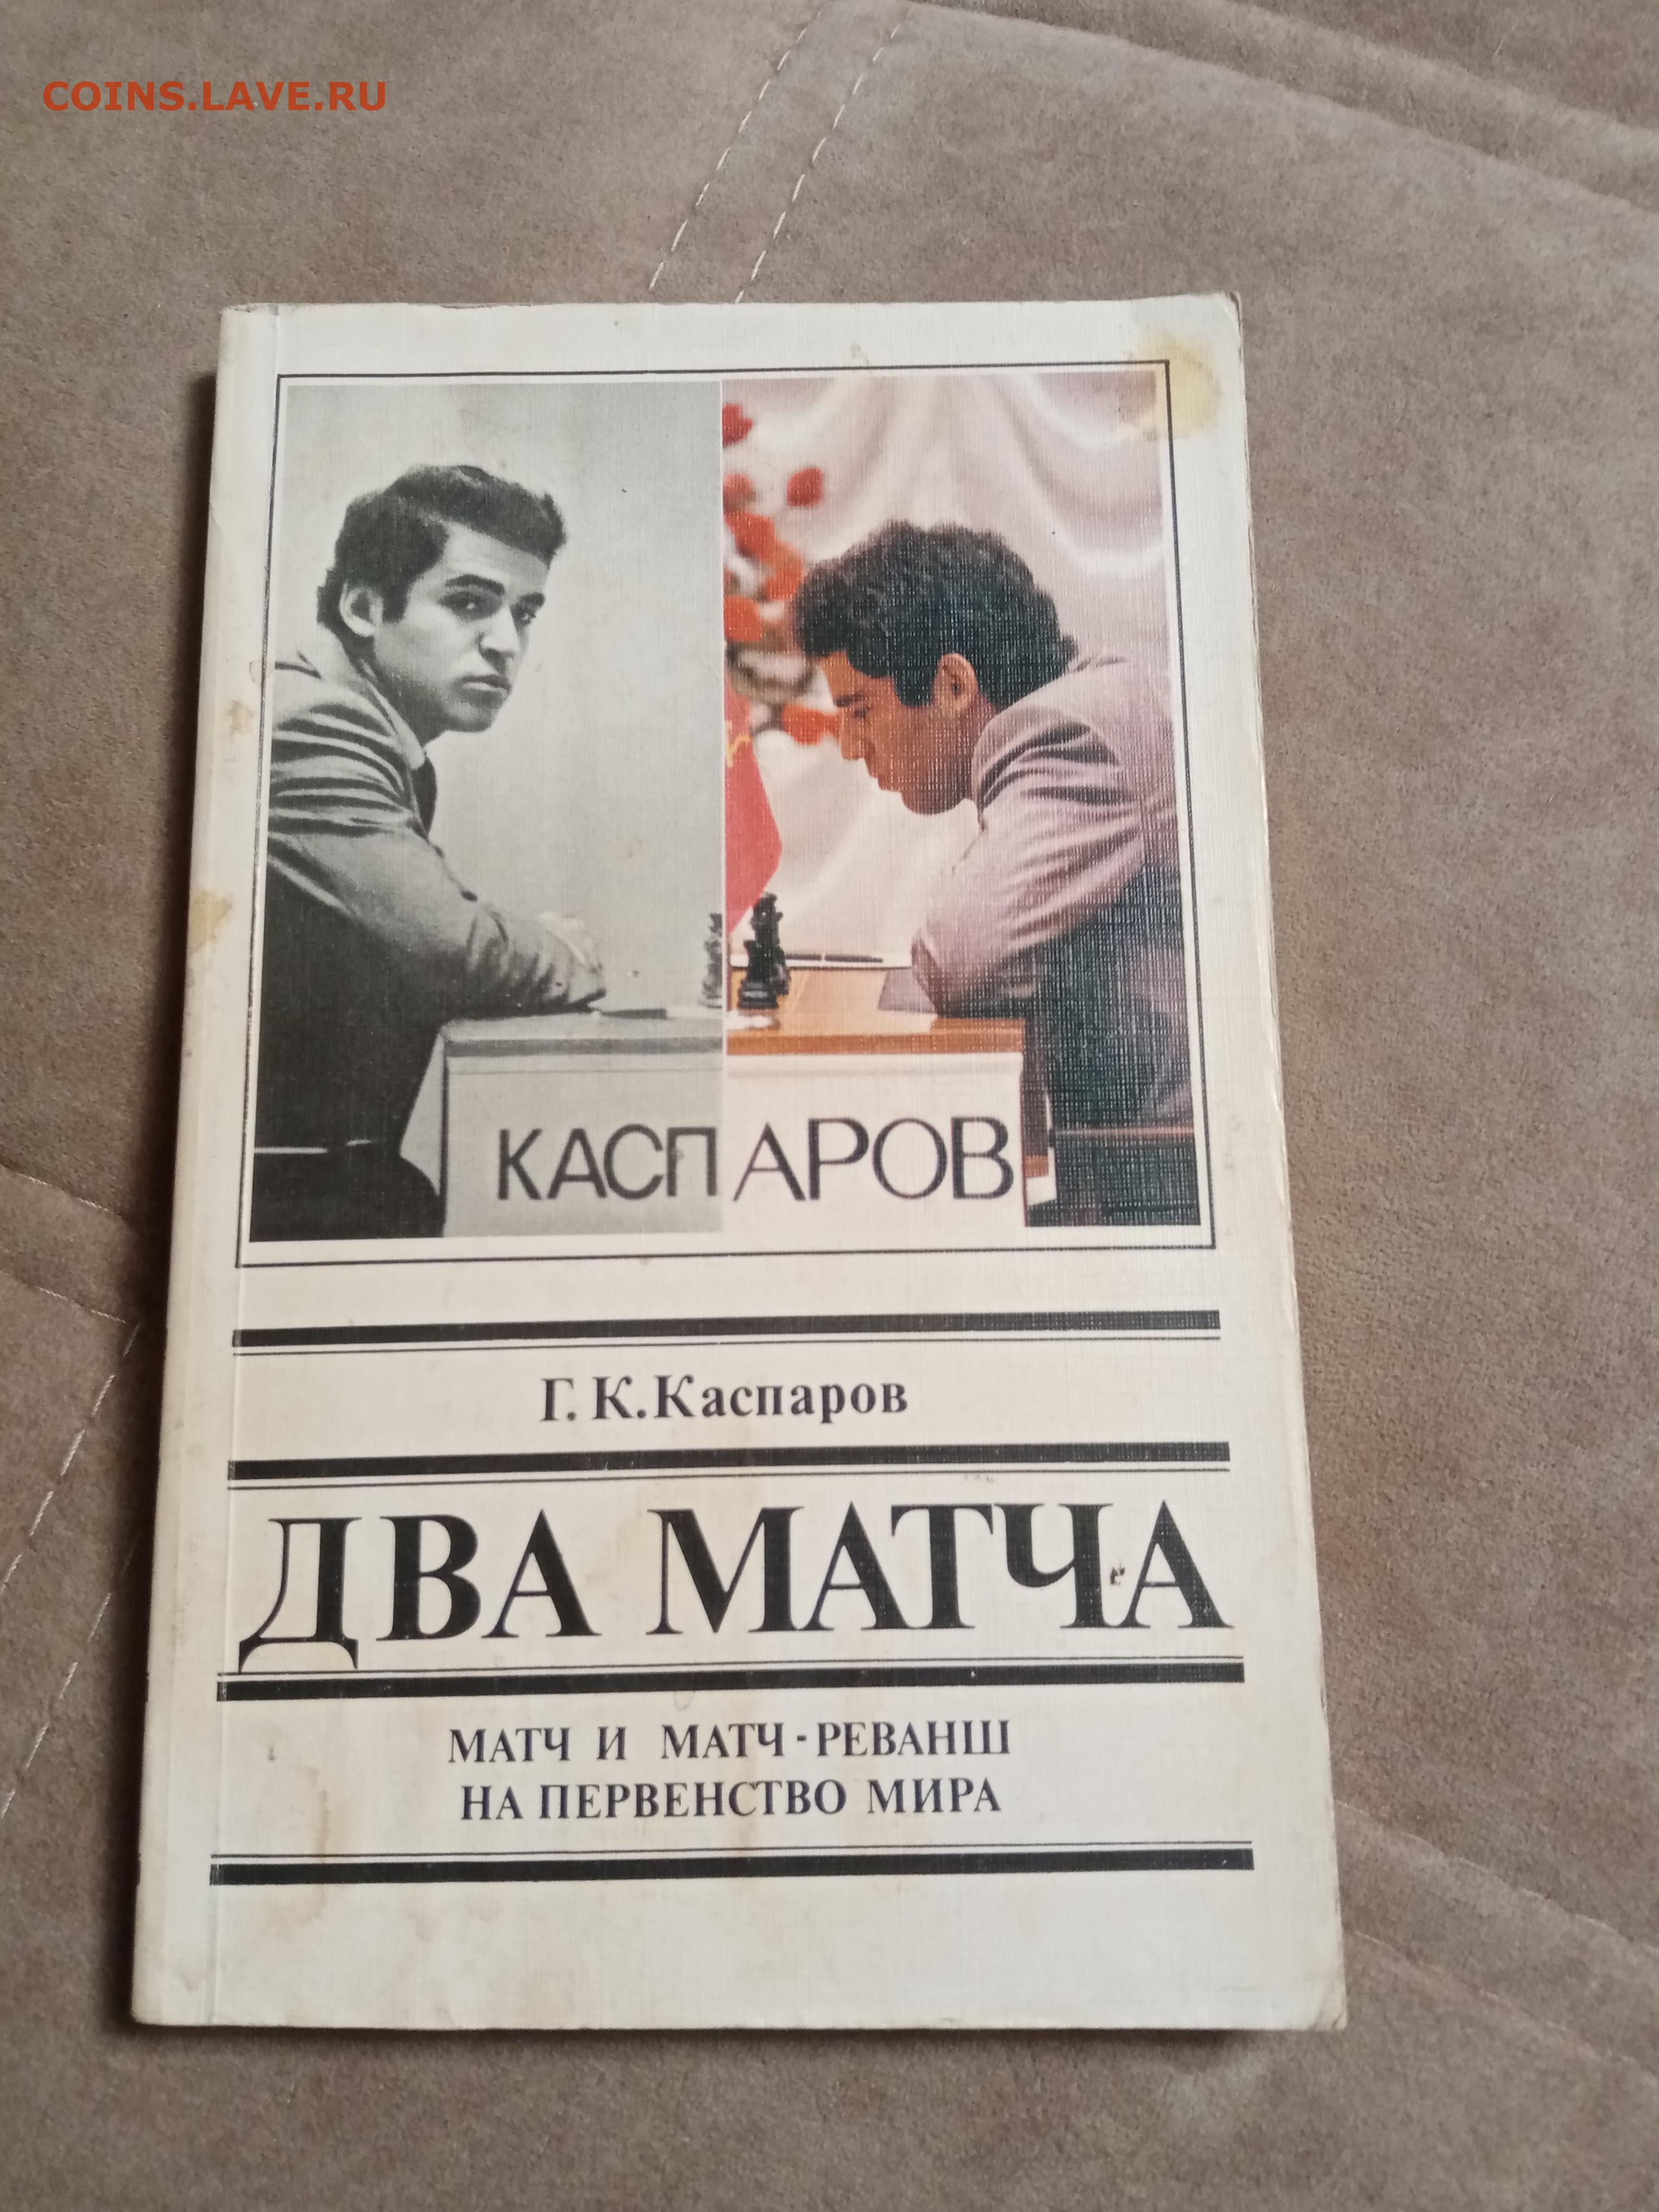 COINS.LAVE.RU
КАСПАРОВ
Г. К. Каспаров
ДВА МАТЧА
МАТЧ И МАТЧ-РЕВАНШ
НА ПЕРВЕНСТВО МИРА